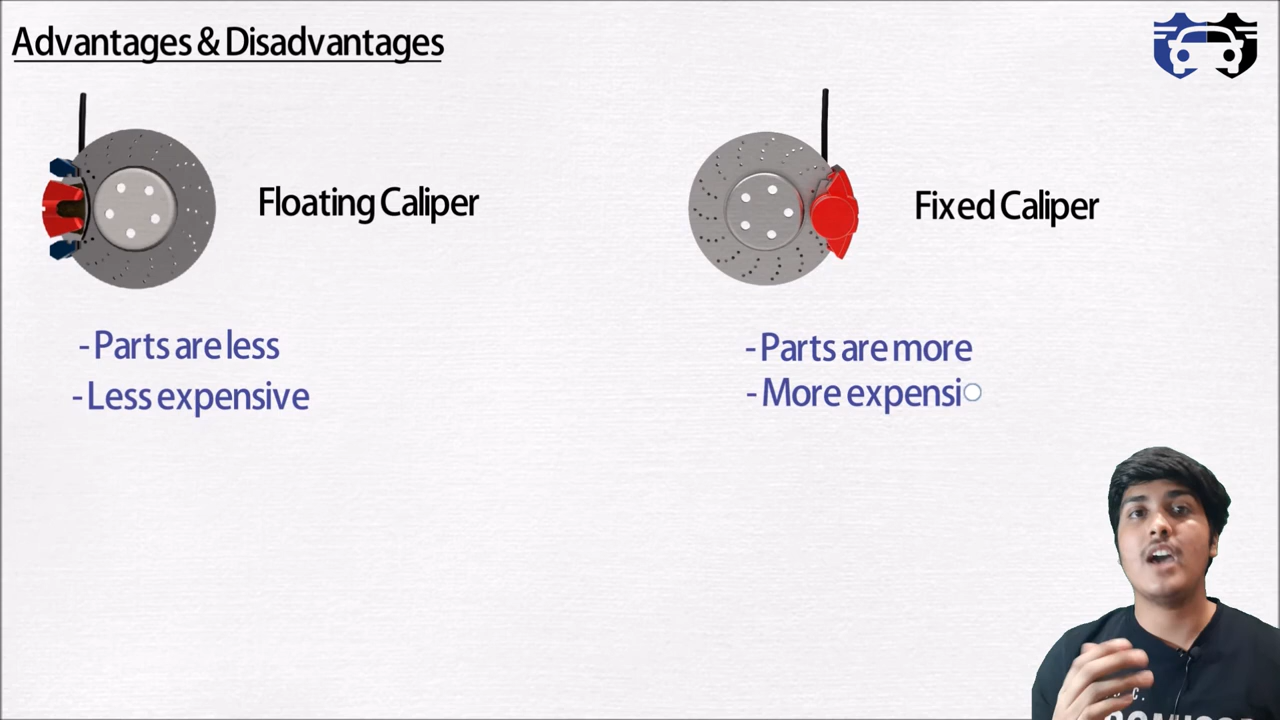 Advantages & Disadvantages
Floating Caliper
Fixed Caliper
- Parts are less
- Less expensive
- Parts are more
- More expensi